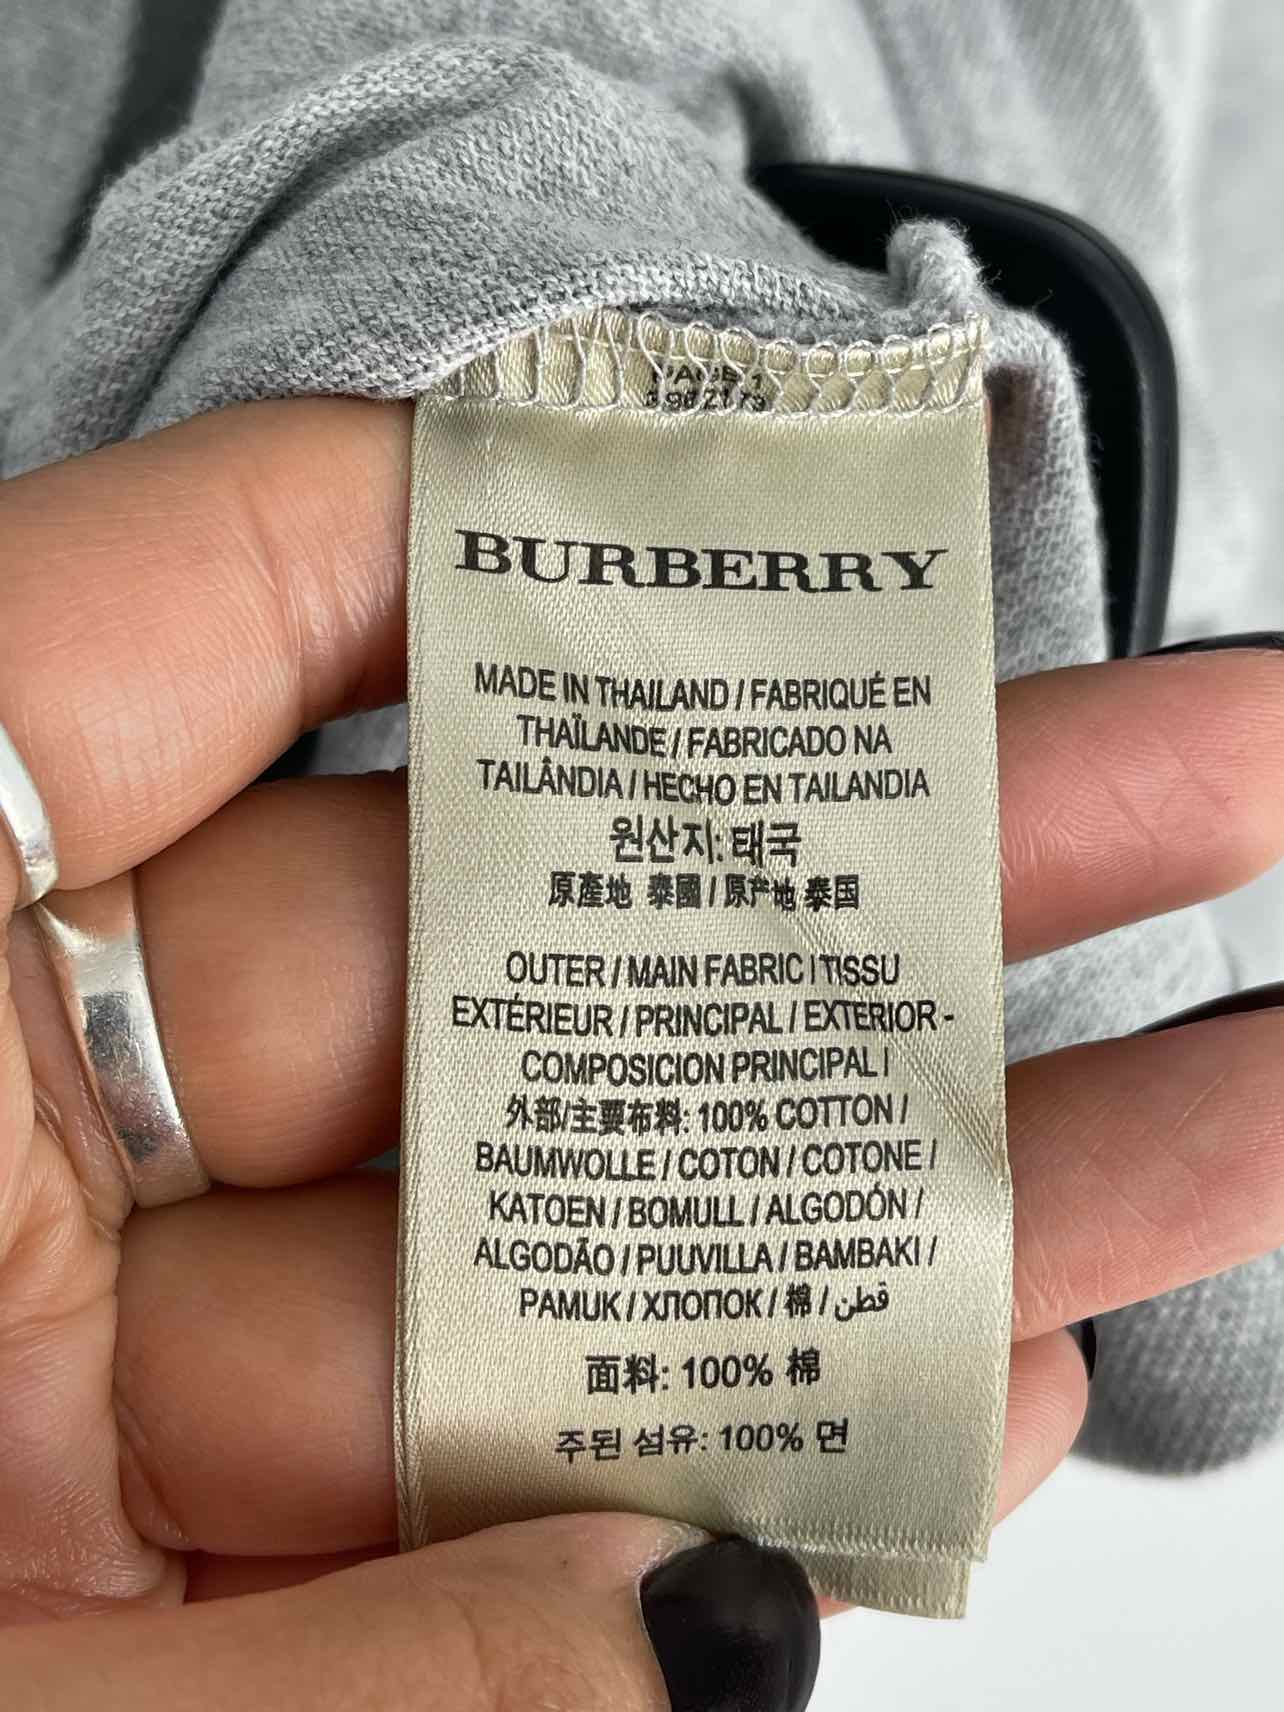 PAGE 1
3982173
BURBERRY
MADE IN THAILAND / FABRIQUÉ EN
THAÏLANDE / FABRICADO NA
TAILÂNDIA / HECHO EN TAILANDIA
원산지: 태국
原產地 泰國 / 原产地 泰国
OUTER / MAIN FABRIC | TISSU
EXTÉRIEUR / PRINCIPAL / EXTERIOR -
COMPOSICION PRINCIPAL |
外部/主要布料: 100% COTTON /
BAUMWOLLE / COTON / COTONE /
KATOEN / BOMULL / ALGODÓN /
ALGODÃO / PUUVILLA / BAMBAKI /
PAMUK / ХЛОПОК / 棉 / قطن
面料: 100% 棉
주된 섬유: 100% 면